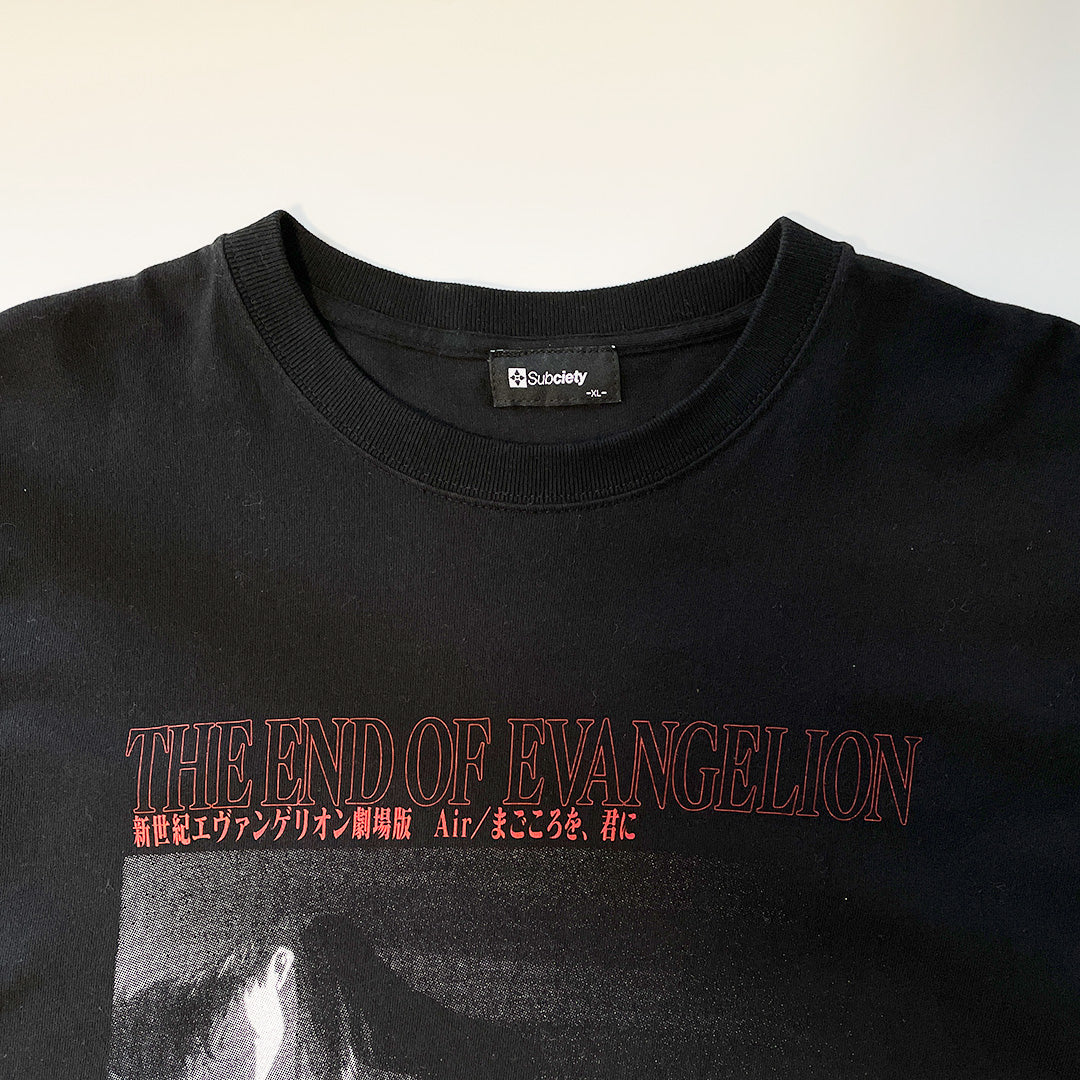 Subciety
-XL-
THE END OF EVANGELION
新世紀エヴァンゲリオン劇場版　Air/まごころを、君に